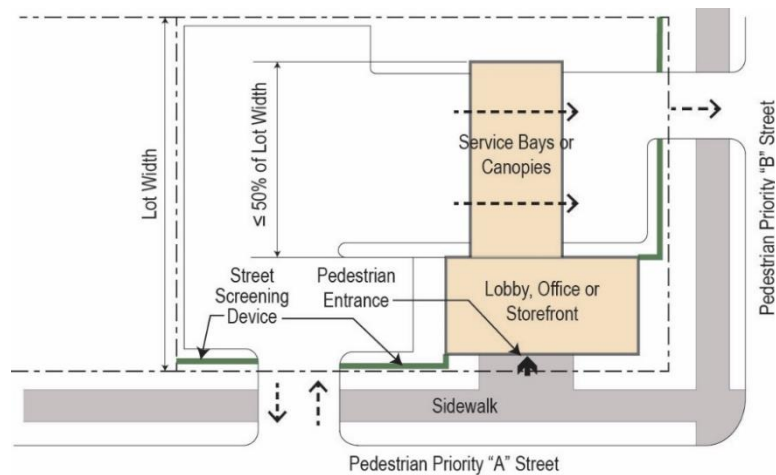 Lot Width
≤ 50% of Lot Width
Service Bays or
Canopies
Pedestrian Priority “B” Street
Street
Screening
Device
Pedestrian
Entrance
Lobby, Office or
Storefront
Sidewalk
Pedestrian Priority “A” Street